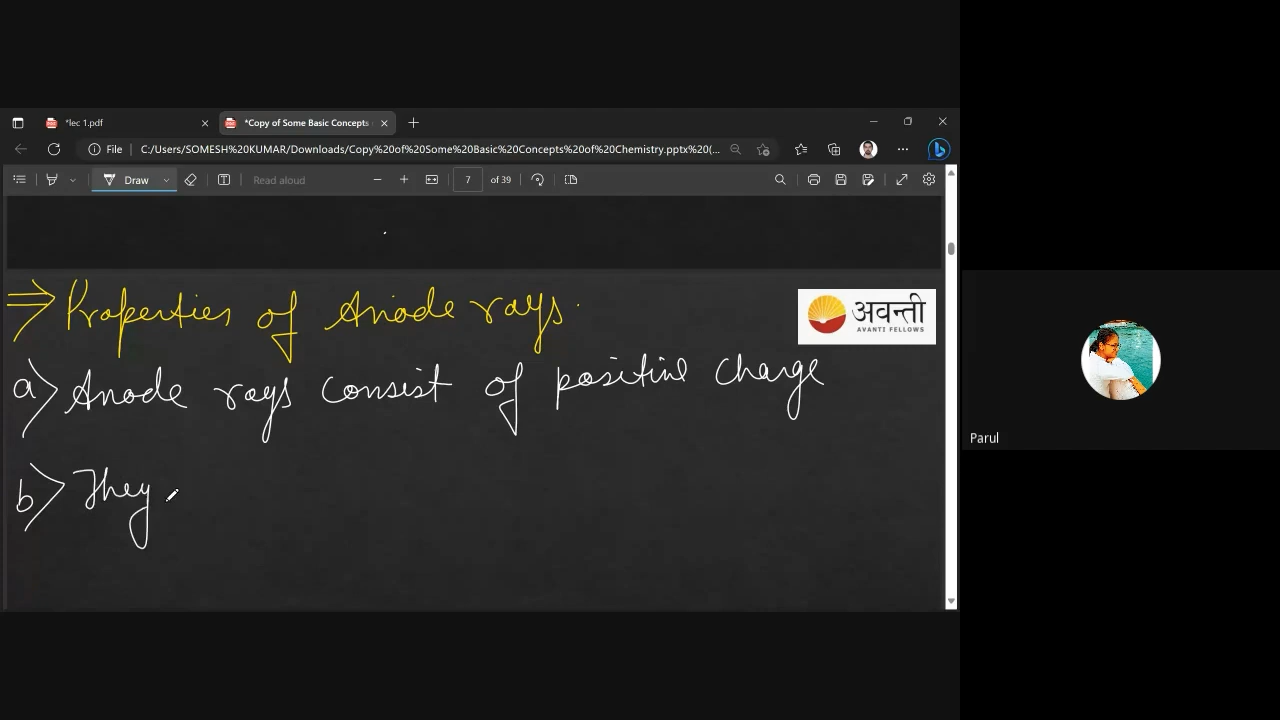 *lec 1.pdf
*Copy of Some Basic Concepts
File
C:/Users/SOMESH%20KUMAR/Downloads/Copy%20of%20Some%20Basic%20Concepts%20of%20Chemistry.pptx%20(...
Draw
Read aloud
7
of 39
⇒ Properties of Anode rays.
अवन्ती
AVANTI FELLOWS
a> Anode rays consist of positive charge
b> They
Parul